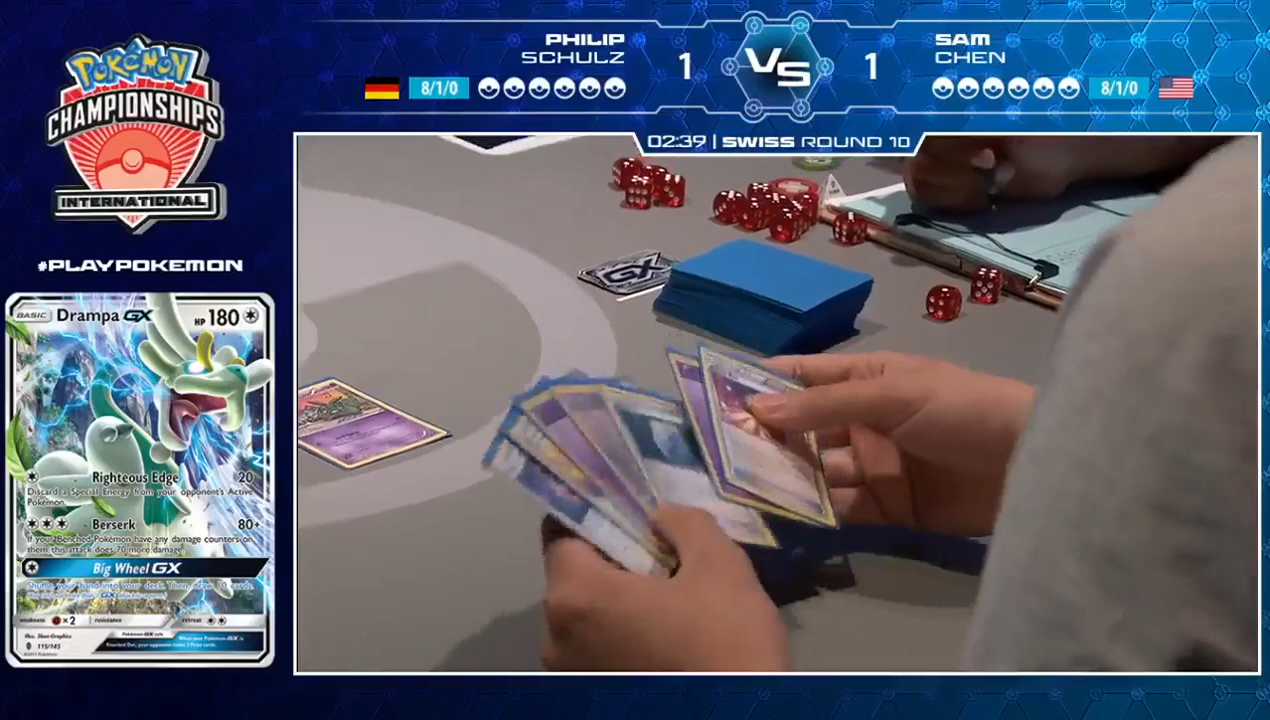 Pokémon
CHAMPIONSHIPS
INTERNATIONAL
#PLAYPOKEMON
PHILIP
SCHULZ
8/1/0
1
VS
1
SAM
CHEN
8/1/0
02:39 | SWISS ROUND 10
GX
BASIC Drampa GX HP 180
Righteous Edge 20
Discard a Special Energy from your opponent's Active
Pokémon.
Berserk 80+
If your Benched Pokémon have any damage counters on
them, this attack does 70 more damage.
Big Wheel GX
Shuffle your hand into your deck. Then, draw 10 cards.
weakness ×2 resistance retreat
115/145